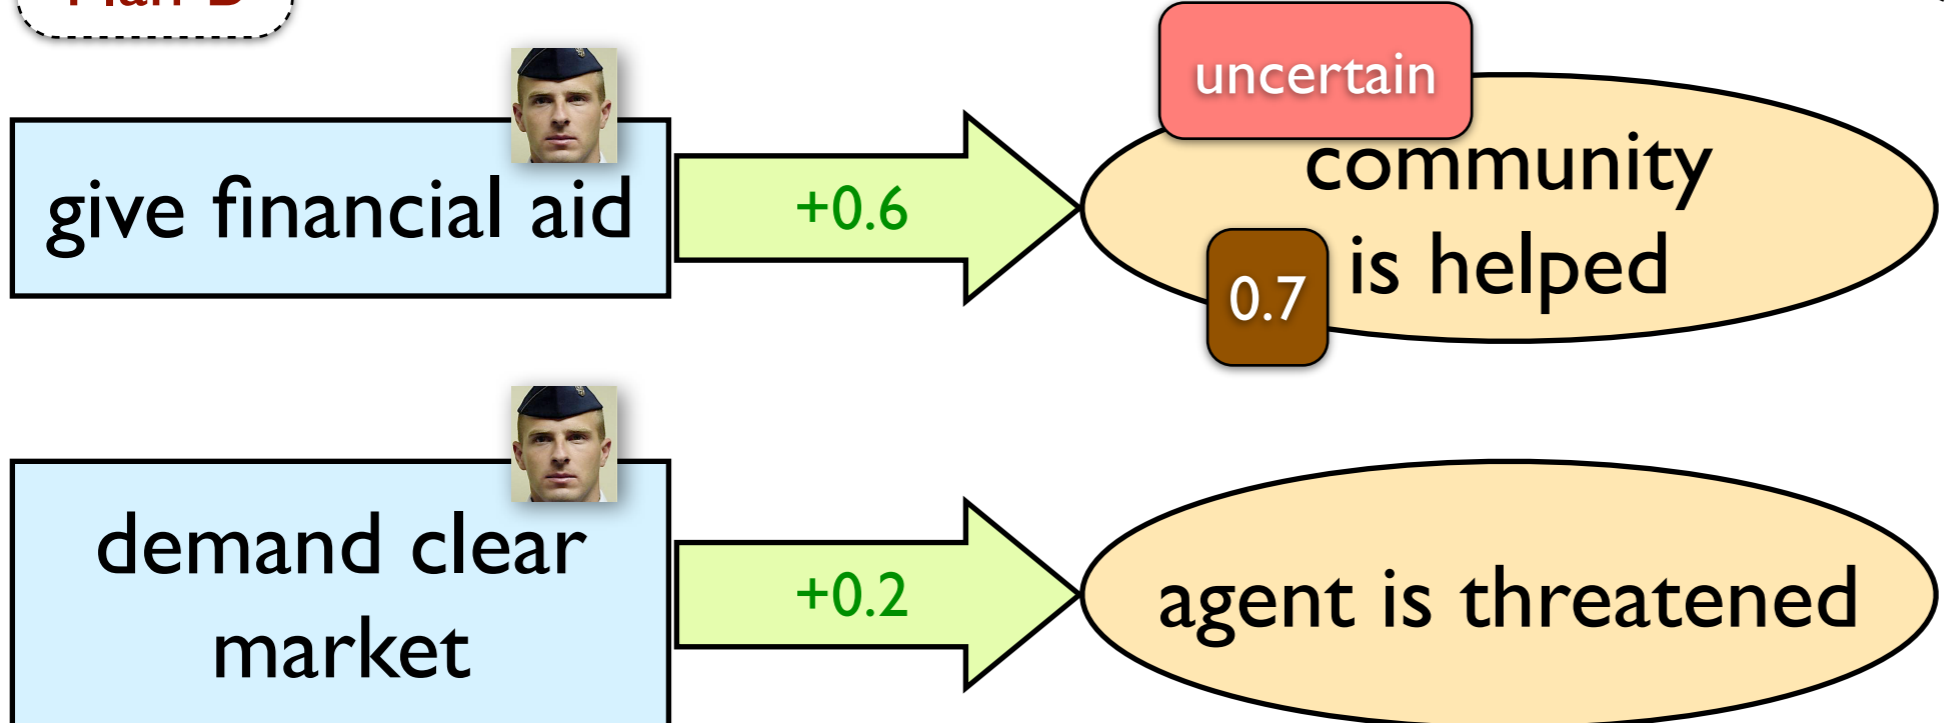 Plan B
uncertain
give financial aid
+0.6
community
is helped
0.7
demand clear
market
+0.2
agent is threatened